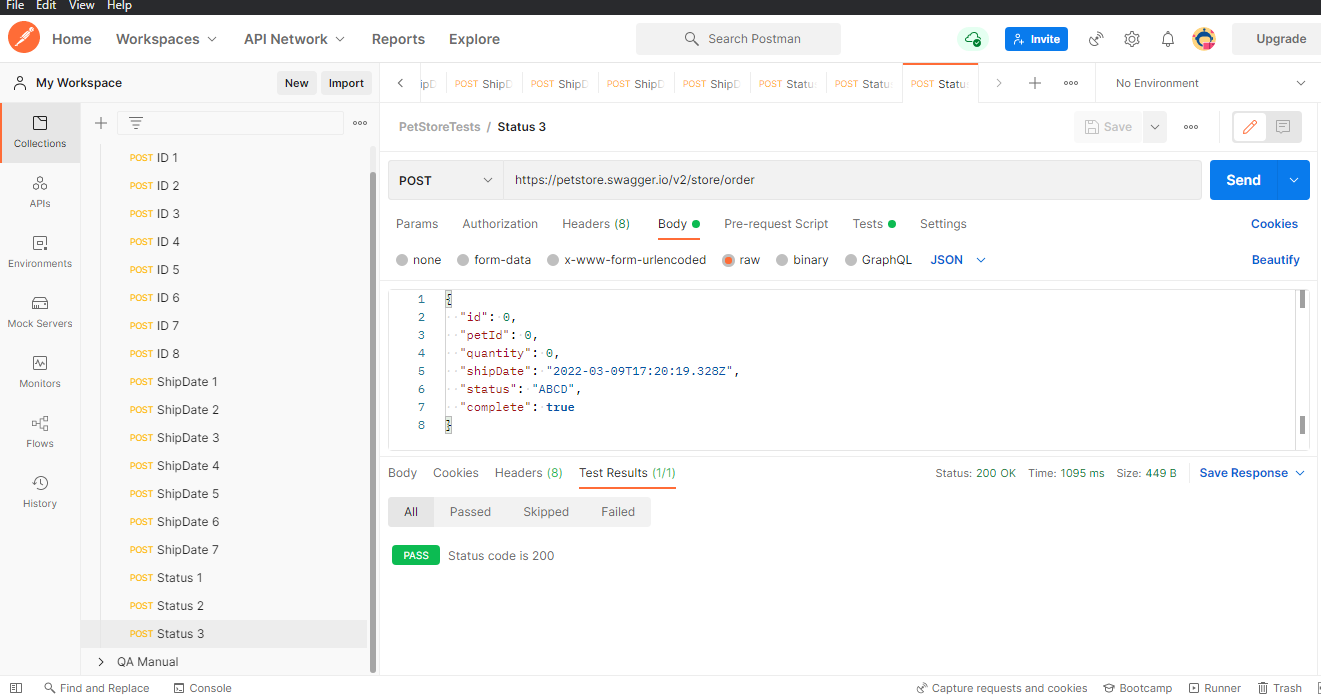 File Edit View Help
Home Workspaces API Network Reports Explore Search Postman Invite Upgrade
My Workspace New Import
POST ShipD POST ShipD POST ShipD POST ShipD POST Statu POST Statu POST Statu No Environment
Collections
APIs
Environments
Mock Servers
Monitors
Flows
History
POST ID 1
POST ID 2
POST ID 3
POST ID 4
POST ID 5
POST ID 6
POST ID 7
POST ID 8
POST ShipDate 1
POST ShipDate 2
POST ShipDate 3
POST ShipDate 4
POST ShipDate 5
POST ShipDate 6
POST ShipDate 7
POST Status 1
POST Status 2
POST Status 3
QA Manual
PetStoreTests / Status 3 Save
POST https://petstore.swagger.io/v2/store/order Send
Params Authorization Headers (8) Body Pre-request Script Tests Settings Cookies
none form-data x-www-form-urlencoded raw binary GraphQL JSON Beautify
1 {
2 "id": 0,
3 "petId": 0,
4 "quantity": 0,
5 "shipDate": "2022-03-09T17:20:19.328Z",
6 "status": "ABCD",
7 "complete": true
8 }
Body Cookies Headers (8) Test Results (1/1) Status: 200 OK Time: 1095 ms Size: 449 B Save Response
All Passed Skipped Failed
PASS Status code is 200
Find and Replace Console Capture requests and cookies Bootcamp Runner Trash